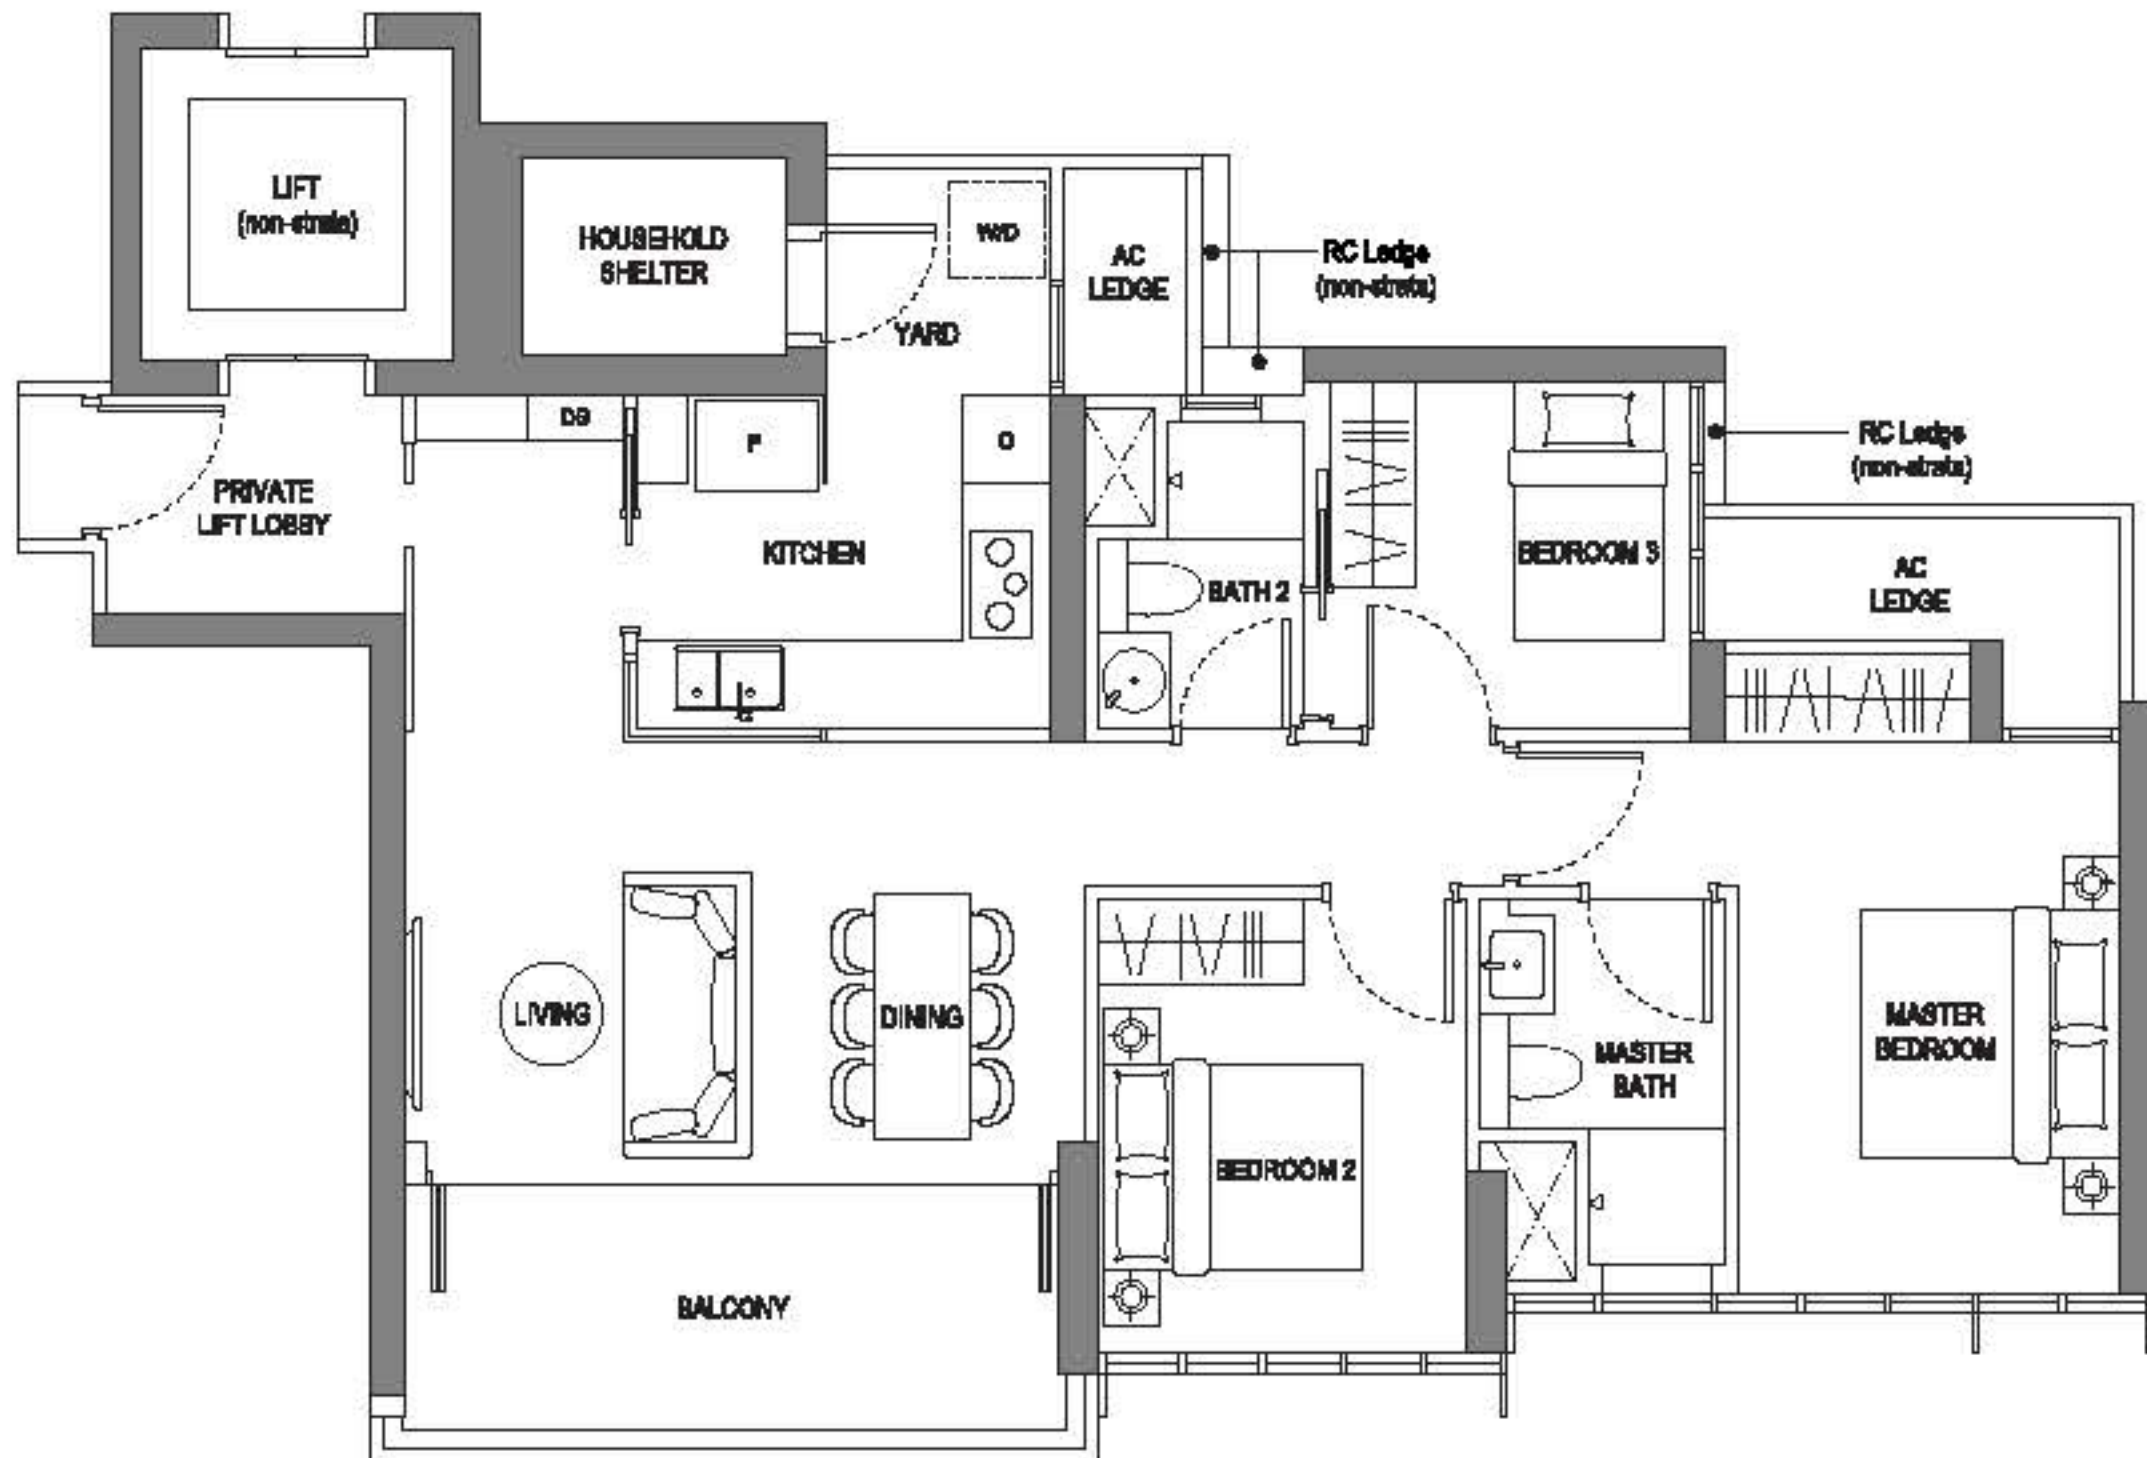 LIFT
(non-strata)
HOUSEHOLD
SHELTER
W/D
YARD
AC
LEDGE
RC Ledge
(non-strata)
DB
F
O
PRIVATE
LIFT LOBBY
KITCHEN
BATH 2
BEDROOM 3
RC Ledge
(non-strata)
AC
LEDGE
LIVING
DINING
MASTER
BATH
MASTER
BEDROOM
BEDROOM 2
BALCONY